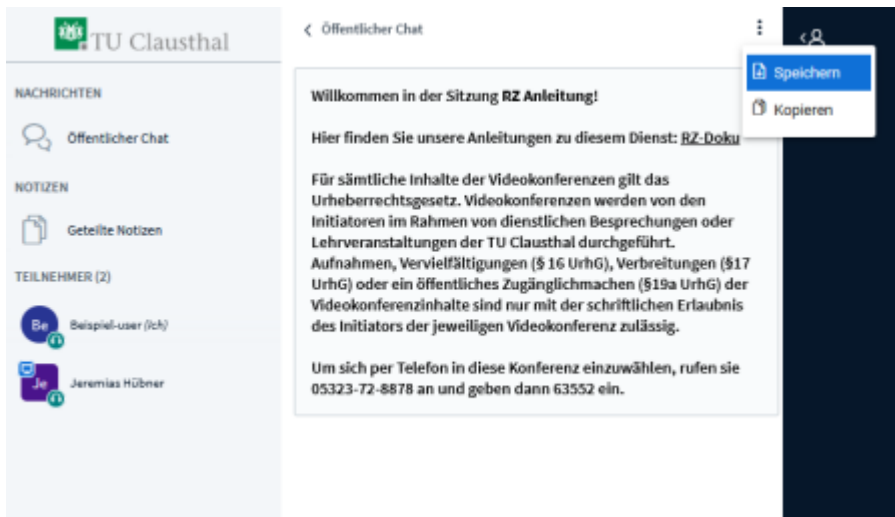 TU Clausthal
NACHRICHTEN
Öffentlicher Chat
NOTIZEN
Geteilte Notizen
TEILNEHMER (2)
Be
Beispiel-user (Ich)
Je
Jeremias Hübner
Öffentlicher Chat
Speichern
Kopieren
Willkommen in der Sitzung RZ Anleitung!
Hier finden Sie unsere Anleitungen zu diesem Dienst: RZ-Doku
Für sämtliche Inhalte der Videokonferenzen gilt das
Urheberrechtsgesetz. Videokonferenzen werden von den
Initiatoren im Rahmen von dienstlichen Besprechungen oder
Lehrveranstaltungen der TU Clausthal durchgeführt.
Aufnahmen, Vervielfältigungen (§ 16 UrhG), Verbreitungen (§17
UrhG) oder ein öffentliches Zugänglichmachen (§19a UrhG) der
Videokonferenzinhalte sind nur mit der schriftlichen Erlaubnis
des Initiators der jeweiligen Videokonferenz zulässig.
Um sich per Telefon in diese Konferenz einzuwählen, rufen sie
05323-72-8878 an und geben dann 63552 ein.